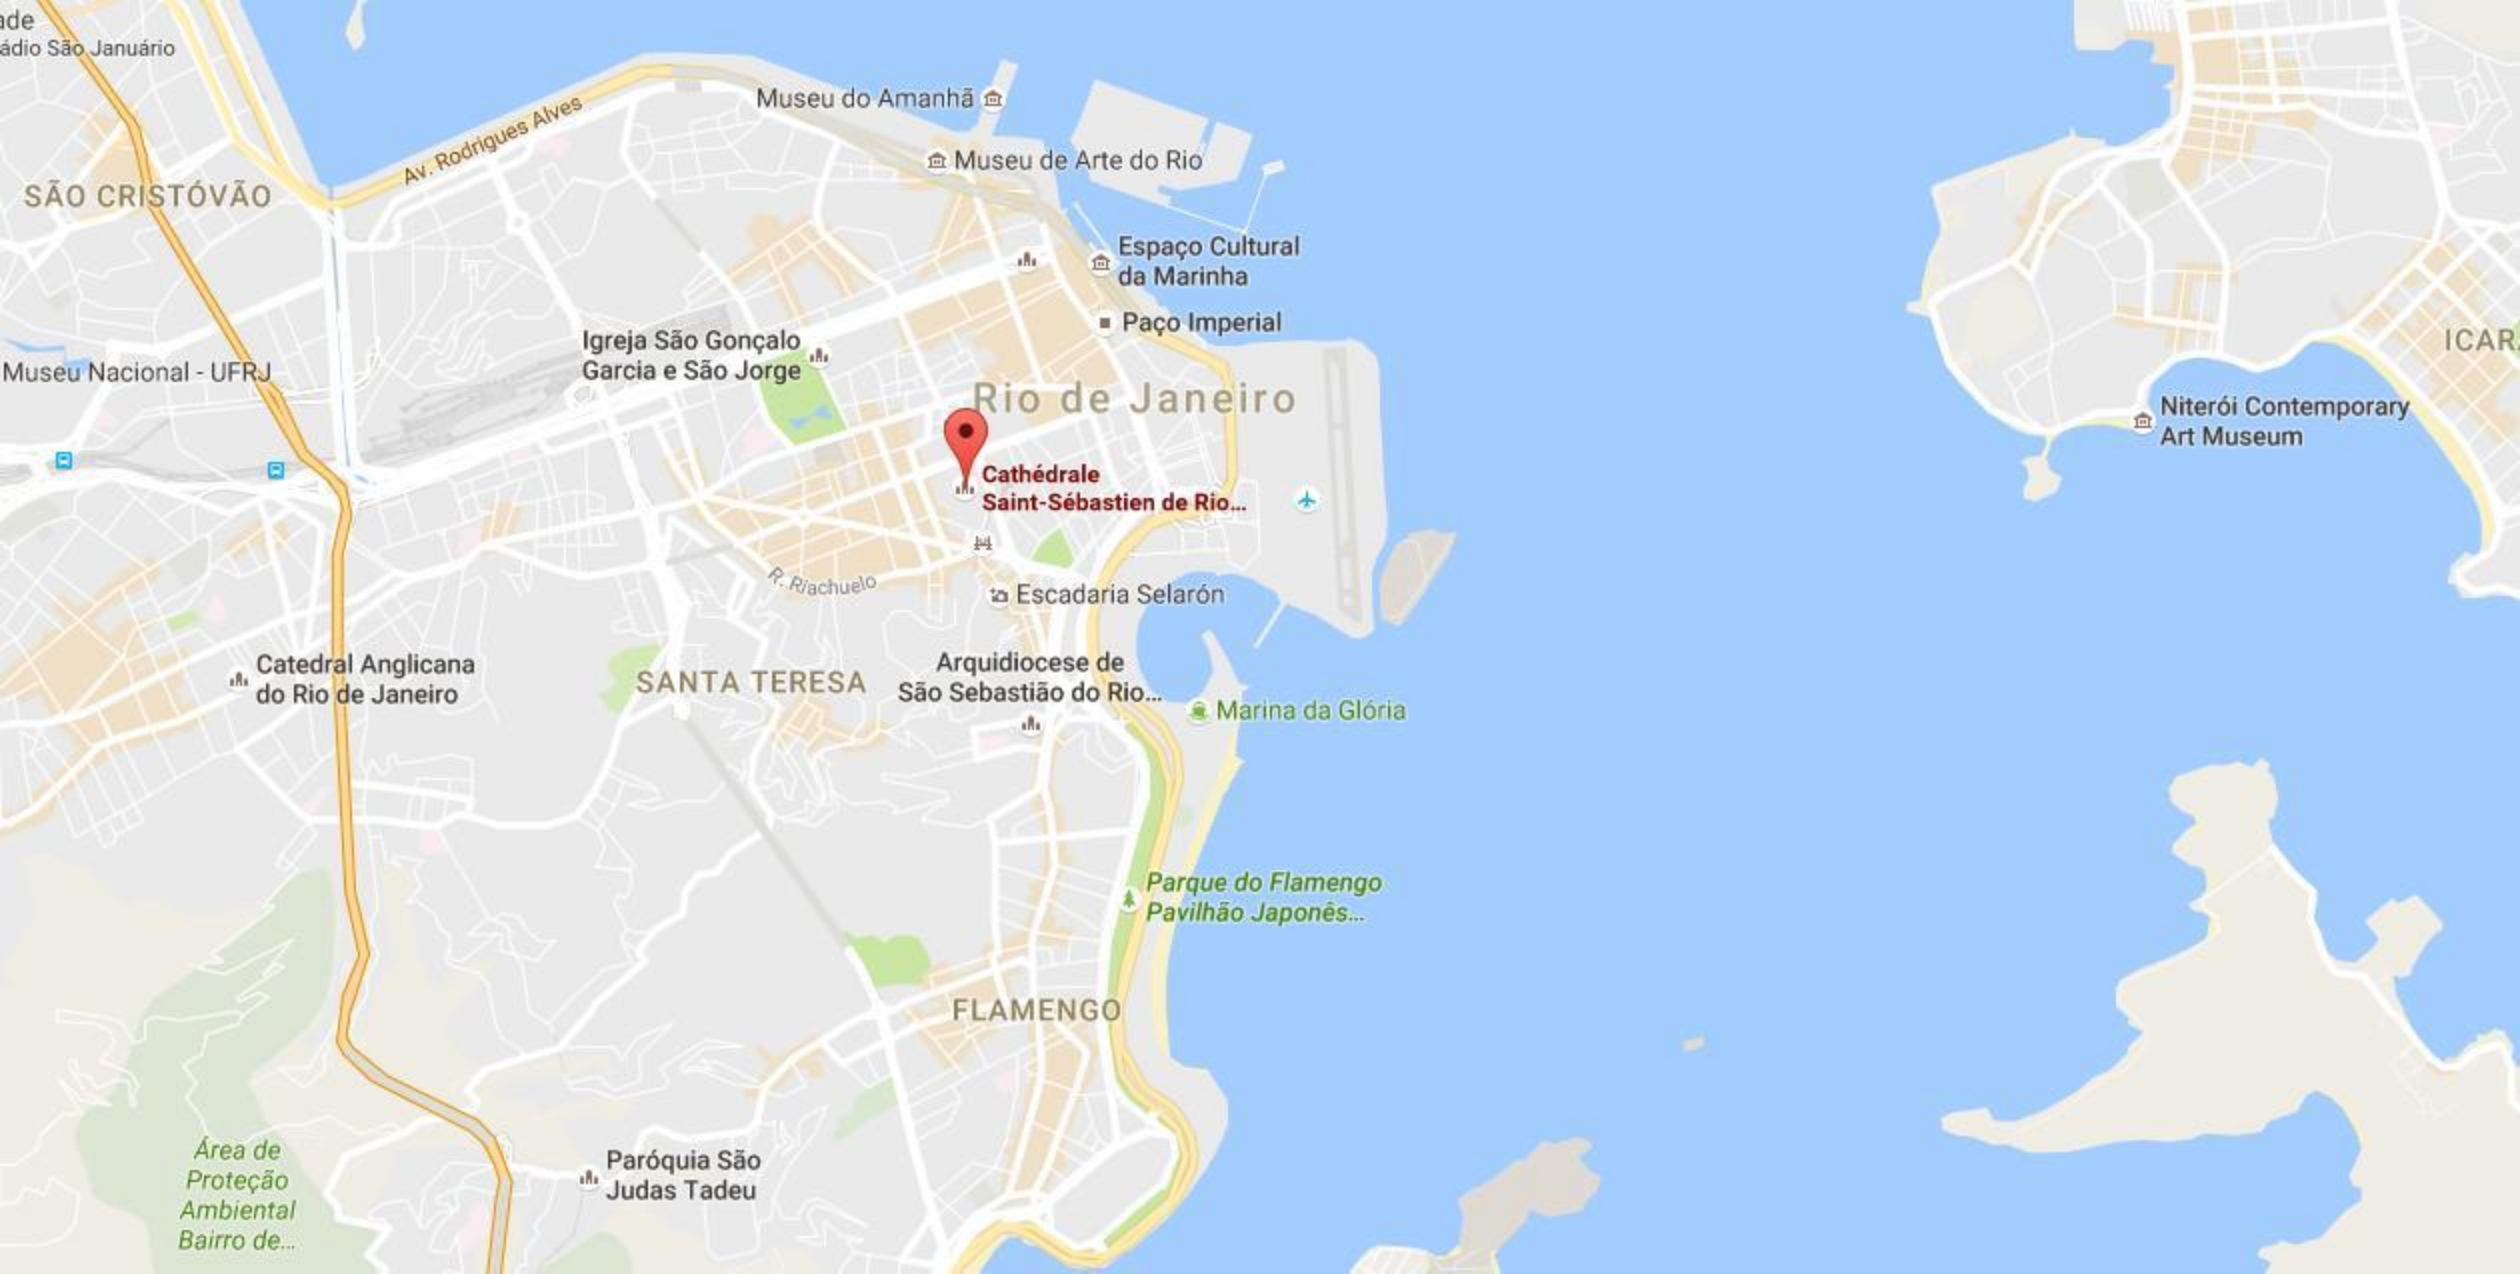 ade
ádio São Januário
Museu do Amanhã
Av. Rodrigues Alves
Museu de Arte do Rio
SÃO CRISTÓVÃO
Espaço Cultural
da Marinha
Paço Imperial
Igreja São Gonçalo
Garcia e São Jorge
ICAR
Museu Nacional - UFRJ
Rio de Janeiro
Niterói Contemporary
Art Museum
Cathédrale
Saint-Sébastien de Rio...
R. Riachuelo
Escadaria Selarón
Catedral Anglicana
do Rio de Janeiro
SANTA TERESA
Arquidiocese de
São Sebastião do Rio...
Marina da Glória
Parque do Flamengo
Pavilhão Japonês...
FLAMENGO
Área de
Proteção
Ambiental
Bairro de...
Paróquia São
Judas Tadeu